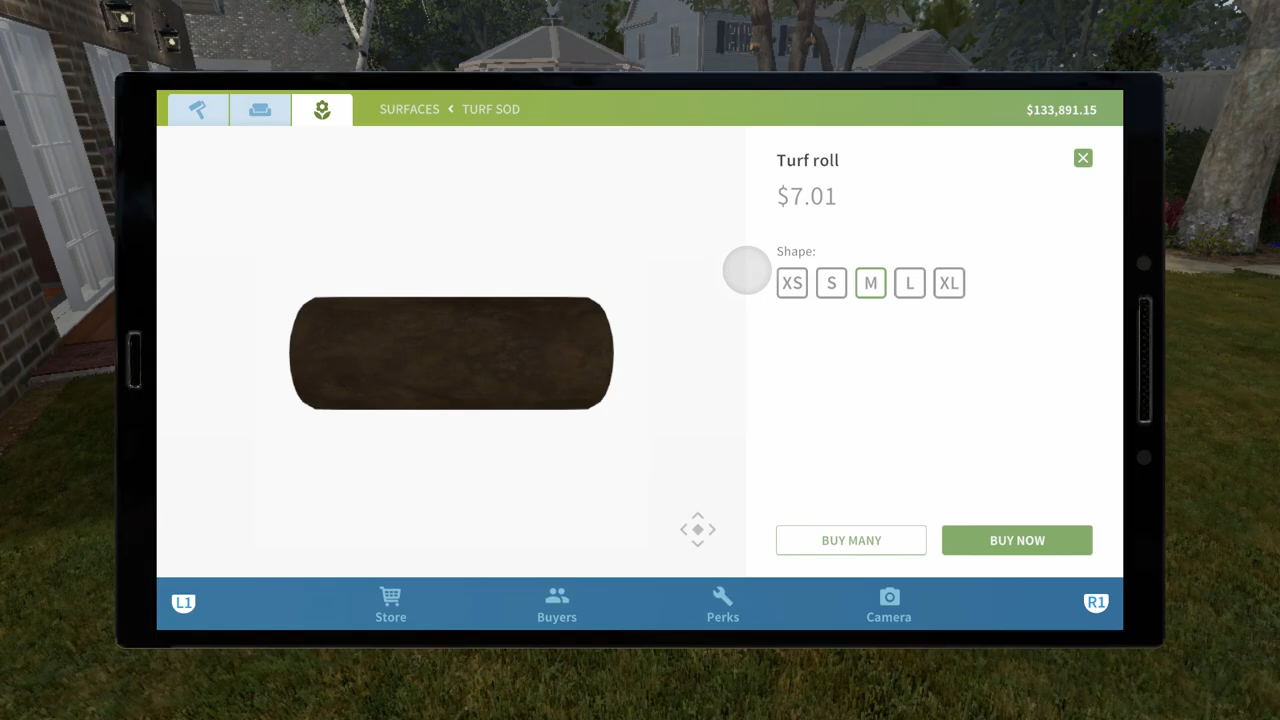 SURFACES < TURF SOD
$133,891.15
Turf roll
$7.01
Shape:
XS S M L XL
BUY MANY
BUY NOW
L1
Store
Buyers
Perks
Camera
R1